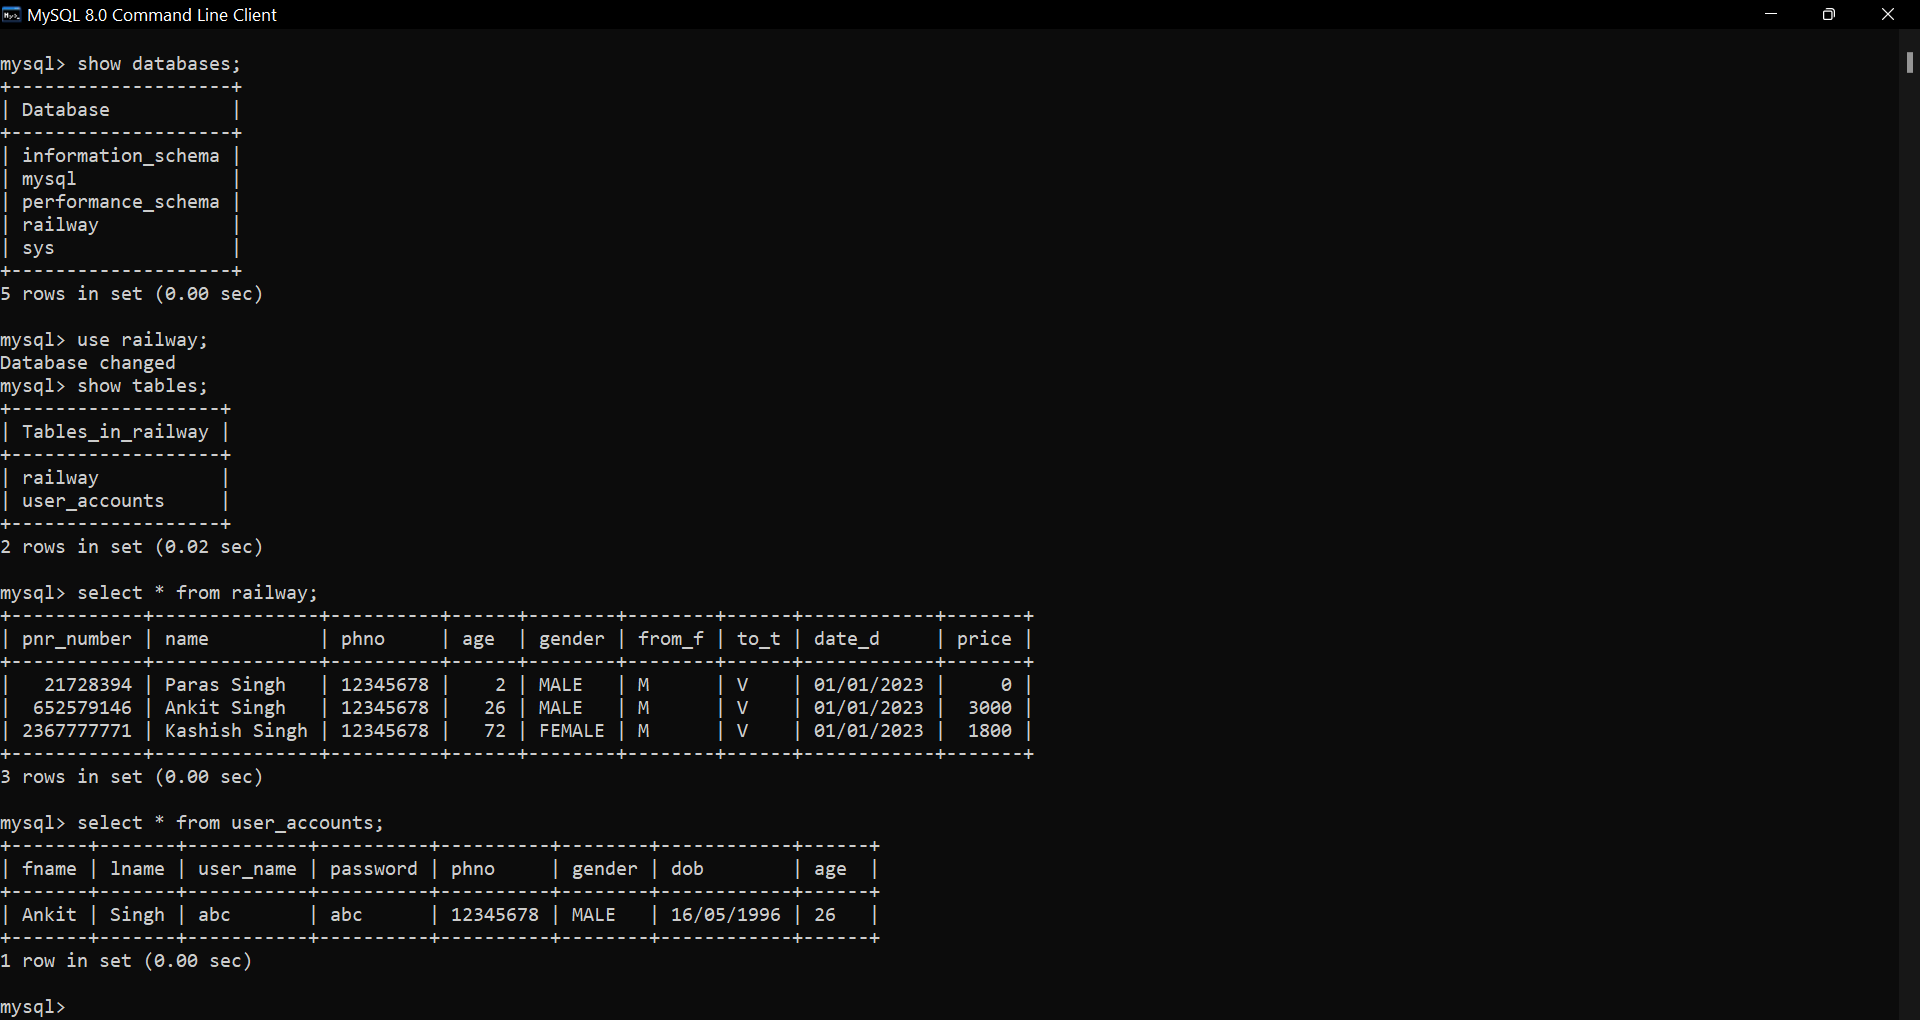 MySQL 8.0 Command Line Client
mysql> show databases;
+--------------------+
| Database           |
+--------------------+
| information_schema |
| mysql              |
| performance_schema |
| railway            |
| sys                |
+--------------------+
5 rows in set (0.00 sec)
mysql> use railway;
Database changed
mysql> show tables;
+-------------------+
| Tables_in_railway |
+-------------------+
| railway           |
| user_accounts     |
+-------------------+
2 rows in set (0.02 sec)
mysql> select * from railway;
+------------+---------------+----------+------+--------+--------+------+------------+-------+
| pnr_number | name          | phno     | age  | gender | from_f | to_t | date_d     | price |
+------------+---------------+----------+------+--------+--------+------+------------+-------+
|   21728394 | Paras Singh   | 12345678 |    2 | MALE   | M      | V    | 01/01/2023 |     0 |
|  652579146 | Ankit Singh   | 12345678 |   26 | MALE   | M      | V    | 01/01/2023 |  3000 |
| 2367777771 | Kashish Singh | 12345678 |   72 | FEMALE | M      | V    | 01/01/2023 |  1800 |
+------------+---------------+----------+------+--------+--------+------+------------+-------+
3 rows in set (0.00 sec)
mysql> select * from user_accounts;
+-------+-------+-----------+----------+----------+--------+------------+------+
| fname | lname | user_name | password | phno     | gender | dob        | age  |
+-------+-------+-----------+----------+----------+--------+------------+------+
| Ankit | Singh | abc       | abc      | 12345678 | MALE   | 16/05/1996 | 26   |
+-------+-------+-----------+----------+----------+--------+------------+------+
1 row in set (0.00 sec)
mysql>